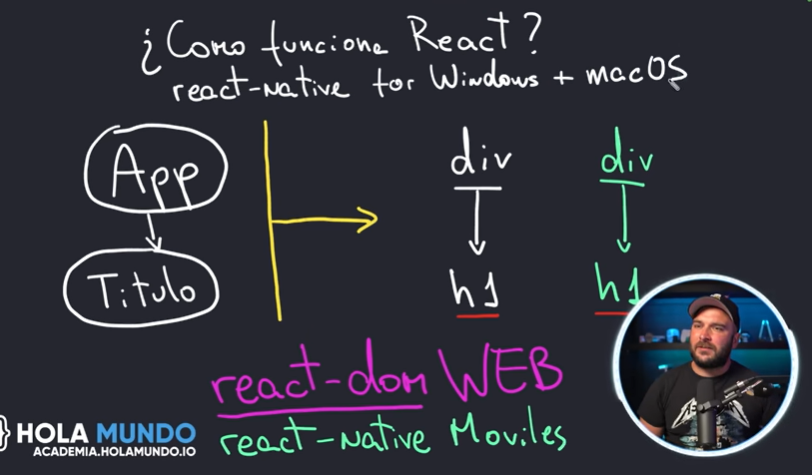 ¿Como funciona React?
react-native for Windows + macOS
App
Titulo
div
h1
div
h1
react-dom WEB
react-native Moviles
HOLA MUNDO
ACADEMIA.HOLAMUNDO.IO